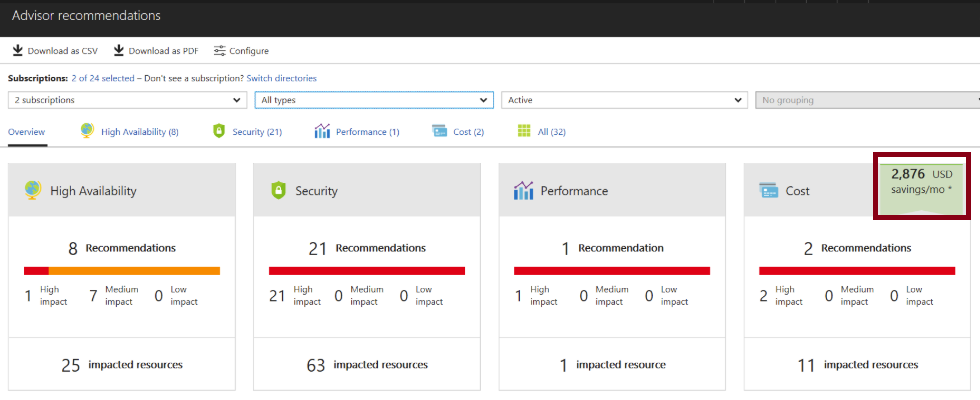 Advisor recommendations
Download as CSV Download as PDF Configure
Subscriptions: 2 of 24 selected – Don't see a subscription? Switch directories
2 subscriptions All types Active No grouping
Overview High Availability (8) Security (21) Performance (1) Cost (2) All (32)
High Availability
8 Recommendations
1 High impact 7 Medium impact 0 Low impact
25 impacted resources
Security
21 Recommendations
21 High impact 0 Medium impact 0 Low impact
63 impacted resources
Performance
1 Recommendation
1 High impact 0 Medium impact 0 Low impact
1 impacted resource
Cost
2,876 USD
savings/mo *
2 Recommendations
2 High impact 0 Medium impact 0 Low impact
11 impacted resources